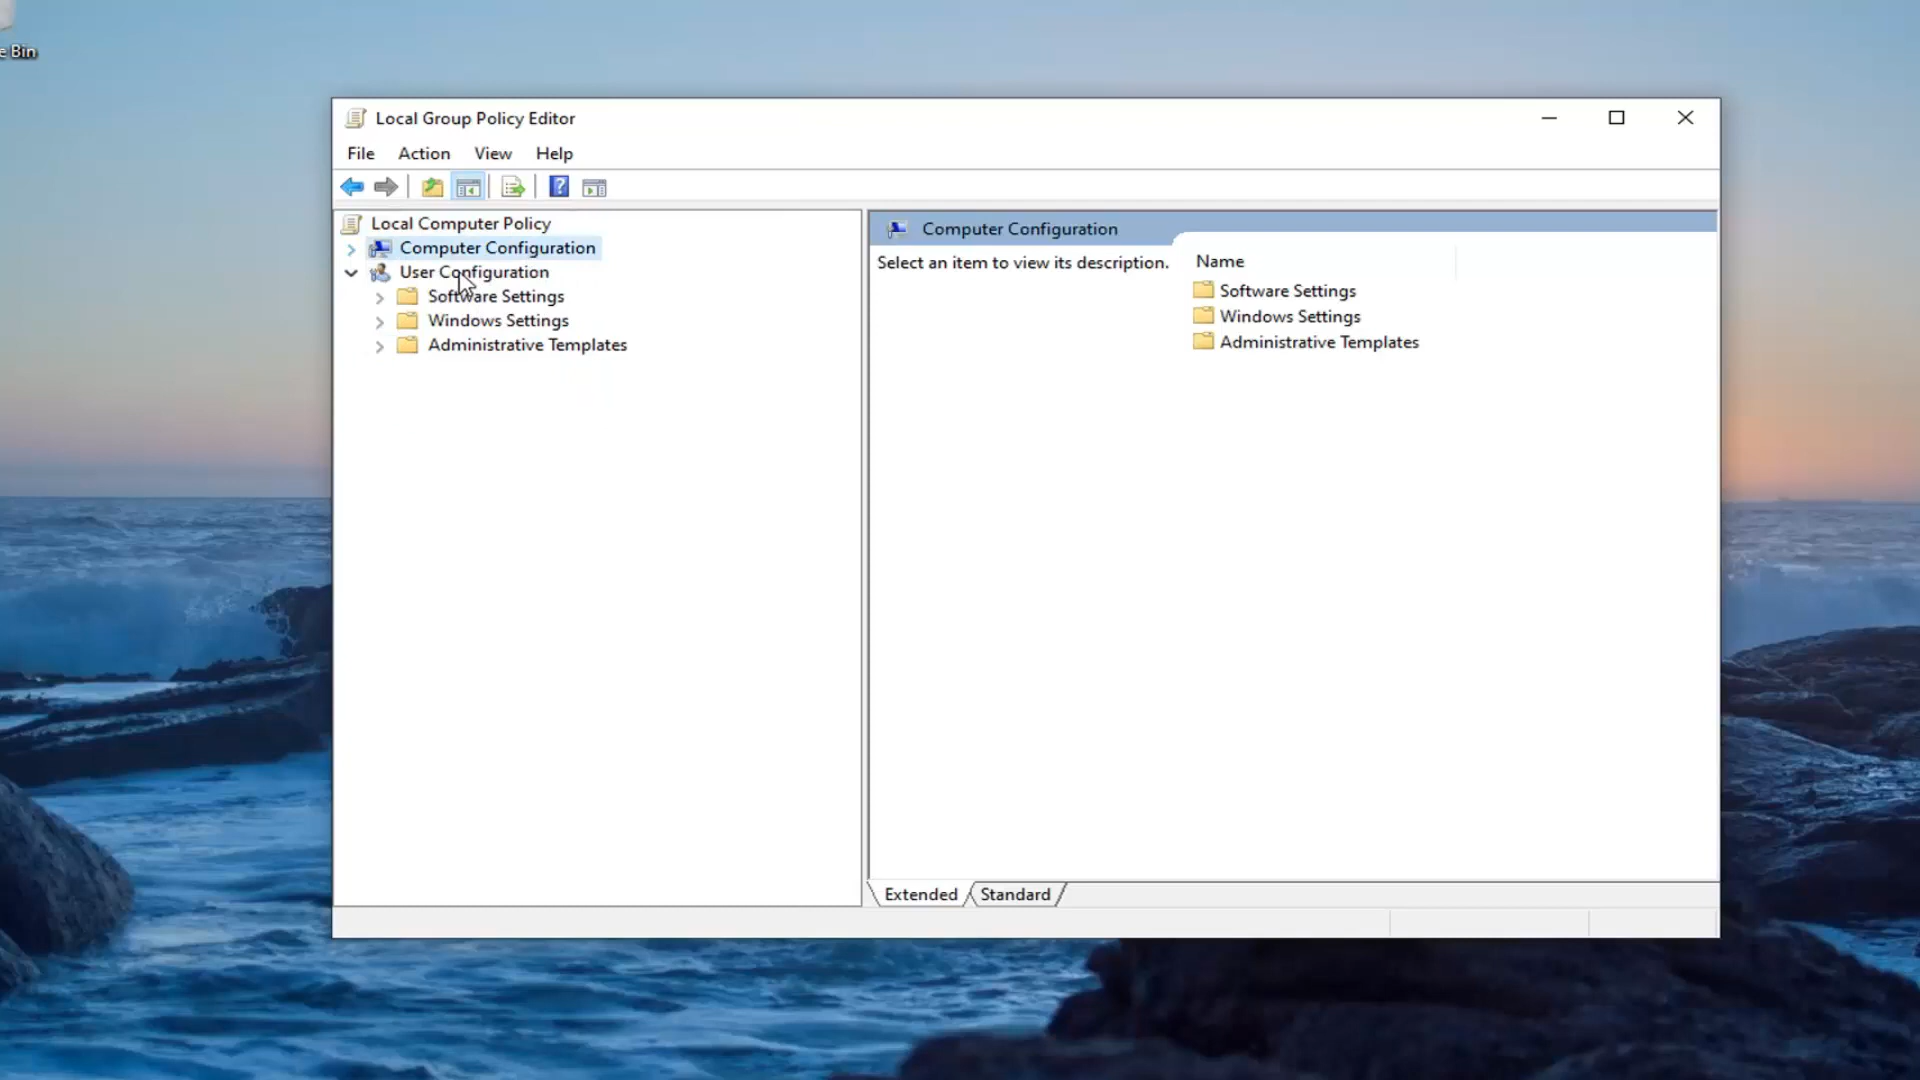 e Bin
Local Group Policy Editor
File Action View Help
Local Computer Policy
Computer Configuration
User Configuration
Software Settings
Windows Settings
Administrative Templates
Computer Configuration
Select an item to view its description.
Name
Software Settings
Windows Settings
Administrative Templates
Extended Standard